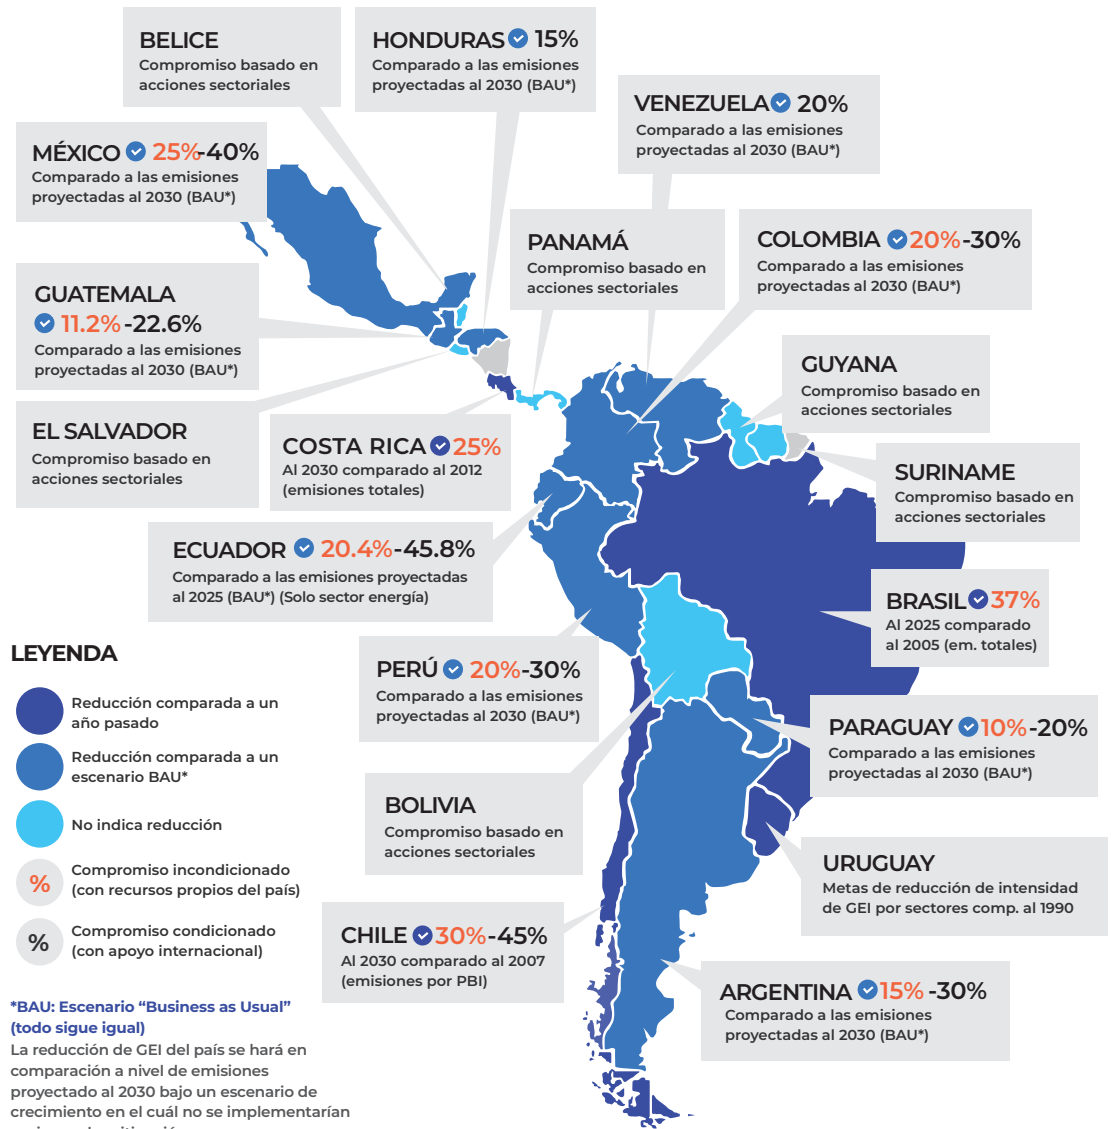 BELICE
Compromiso basado en
acciones sectoriales
HONDURAS 15%
Comparado a las emisiones
proyectadas al 2030 (BAU*)
VENEZUELA 20%
Comparado a las emisiones
proyectadas al 2030 (BAU*)
MÉXICO 25%-40%
Comparado a las emisiones
proyectadas al 2030 (BAU*)
PANAMÁ
Compromiso basado en
acciones sectoriales
COLOMBIA 20%-30%
Comparado a las emisiones
proyectadas al 2030 (BAU*)
GUATEMALA
11.2%-22.6%
Comparado a las emisiones
proyectadas al 2030 (BAU*)
GUYANA
Compromiso basado en
acciones sectoriales
EL SALVADOR
Compromiso basado en
acciones sectoriales
COSTA RICA 25%
Al 2030 comparado al 2012
(emisiones totales)
SURINAME
Compromiso basado en
acciones sectoriales
ECUADOR 20.4%-45.8%
Comparado a las emisiones proyectadas
al 2025 (BAU*) (Solo sector energía)
BRASIL 37%
Al 2025 comparado
al 2005 (em. totales)
PERÚ 20%-30%
Comparado a las emisiones
proyectadas al 2030 (BAU*)
PARAGUAY 10%-20%
Comparado a las emisiones
proyectadas al 2030 (BAU*)
BOLIVIA
Compromiso basado en
acciones sectoriales
URUGUAY
Metas de reducción de intensidad
de GEI por sectores comp. al 1990
CHILE 30%-45%
Al 2030 comparado al 2007
(emisiones por PBI)
ARGENTINA 15% -30%
Comparado a las emisiones
proyectadas al 2030 (BAU*)
LEYENDA
Reducción comparada a un
año pasado
Reducción comparada a un
escenario BAU*
No indica reducción
% Compromiso incondicionado
(con recursos propios del país)
% Compromiso condicionado
(con apoyo internacional)
*BAU: Escenario “Business as Usual”
(todo sigue igual)
La reducción de GEI del país se hará en
comparación a nivel de emisiones
proyectado al 2030 bajo un escenario de
crecimiento en el cuál no se implementarían